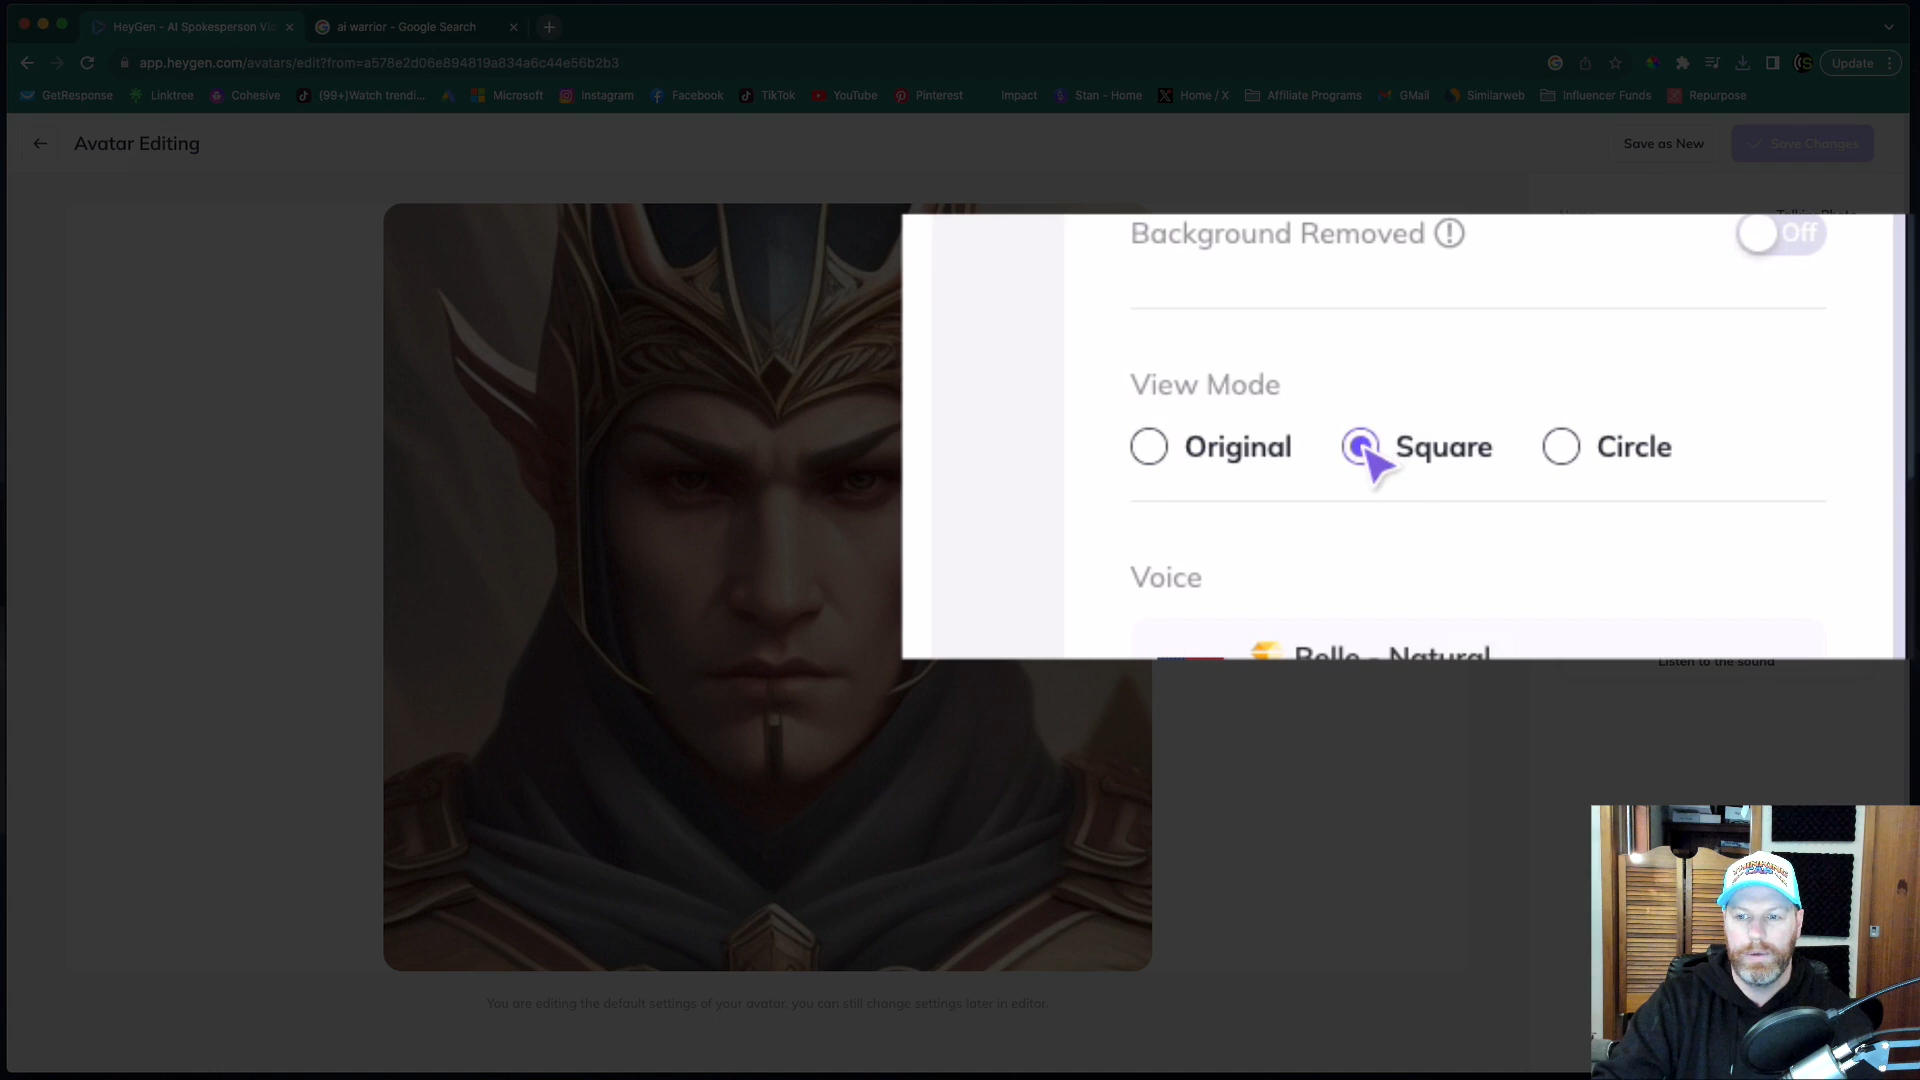 HeyGen - AI Spokesperson Vic
ai warrior - Google Search
app.heygen.com/avatars/edit?from=a578e2d06e894819a834a6c44e56b2b3
Update
GetResponse
Linktree
Cohesive
(99+)Watch trendi...
Microsoft
Instagram
Facebook
TikTok
YouTube
Pinterest
Impact
Stan - Home
Home / X
Affiliate Programs
GMail
Similarweb
Influencer Funds
Repurpose
Avatar Editing
Save as New
Save Changes
Background Removed
Off
View Mode
Original
Square
Circle
Voice
Belle - Natural
Listen to the sound
You are editing the default settings of your avatar, you can still change settings later in editor.